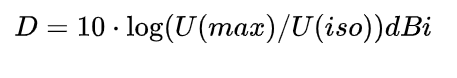 D = 10 · log(U(max)/U(iso))dBi